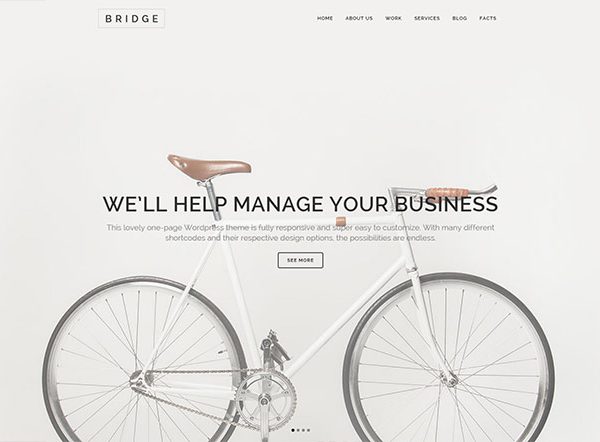 BRIDGE
HOME ABOUT US WORK SERVICES BLOG FACTS
WE'LL HELP MANAGE YOUR BUSINESS
This lovely one-page Wordpress theme is fully responsive and super easy to customize. With many different
shortcodes and their respective design options, the possibilities are endless.
SEE MORE